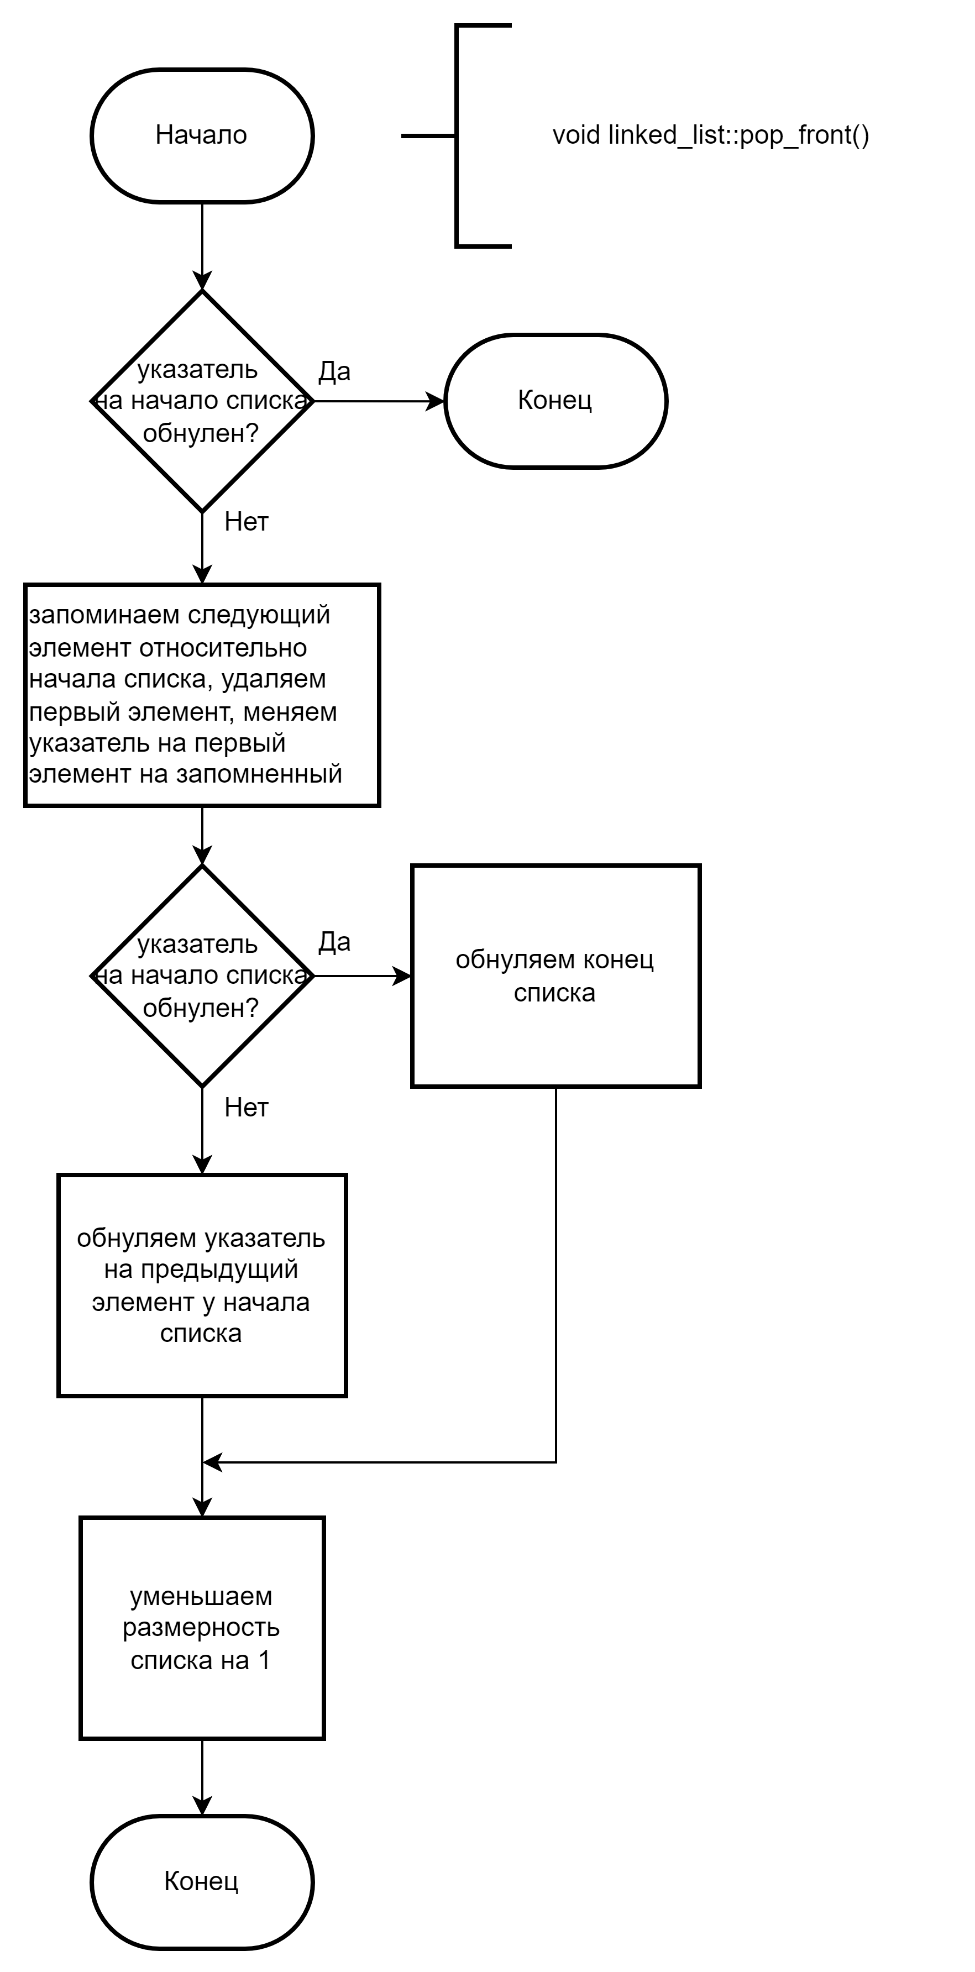 Начало
void linked_list::pop_front()
указатель
на начало списка
обнулен?
Да
Конец
Нет
запоминаем следующий
элемент относительно
начала списка, удаляем
первый элемент, меняем
указатель на первый
элемент на запомненный
указатель
на начало списка
обнулен?
Да
обнуляем конец
списка
Нет
обнуляем указатель
на предыдущий
элемент у начала
списка
уменьшаем
размерность
списка на 1
Конец